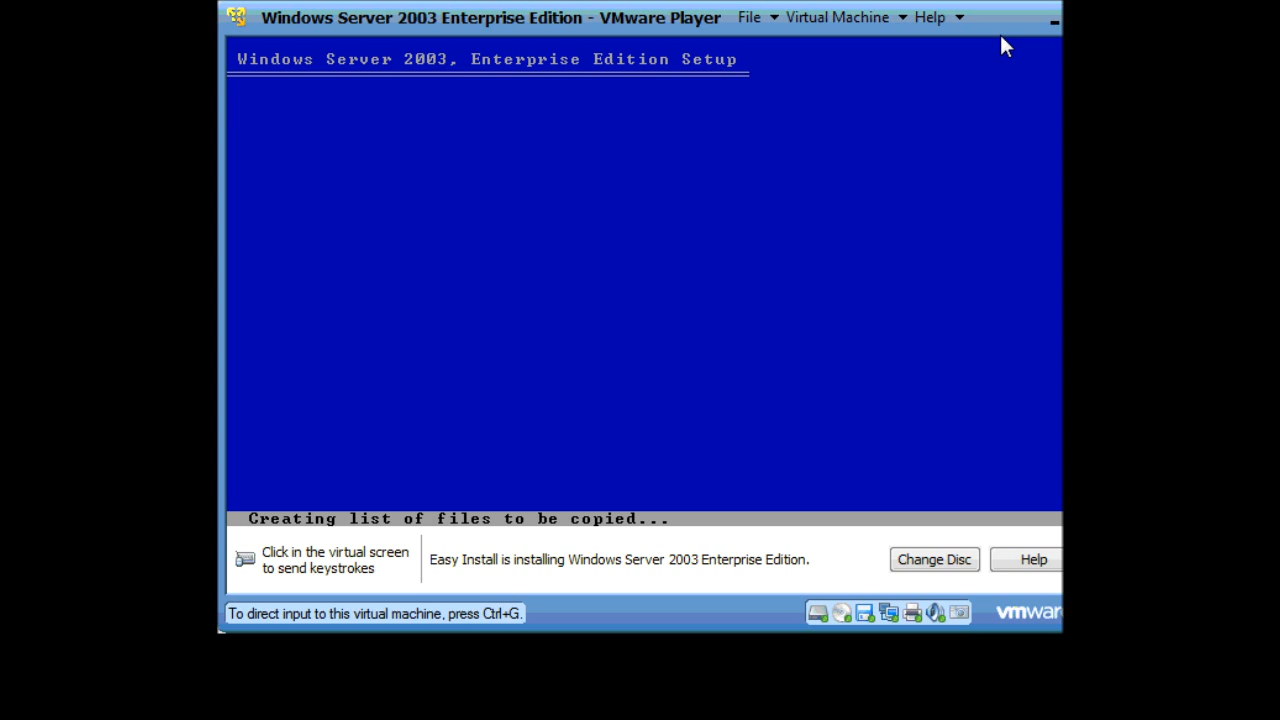 Windows Server 2003 Enterprise Edition - VMware Player File Virtual Machine Help
Windows Server 2003, Enterprise Edition Setup
Creating list of files to be copied...
Click in the virtual screen
to send keystrokes
Easy Install is installing Windows Server 2003 Enterprise Edition.
Change Disc
Help
To direct input to this virtual machine, press Ctrl+G.
vmwar